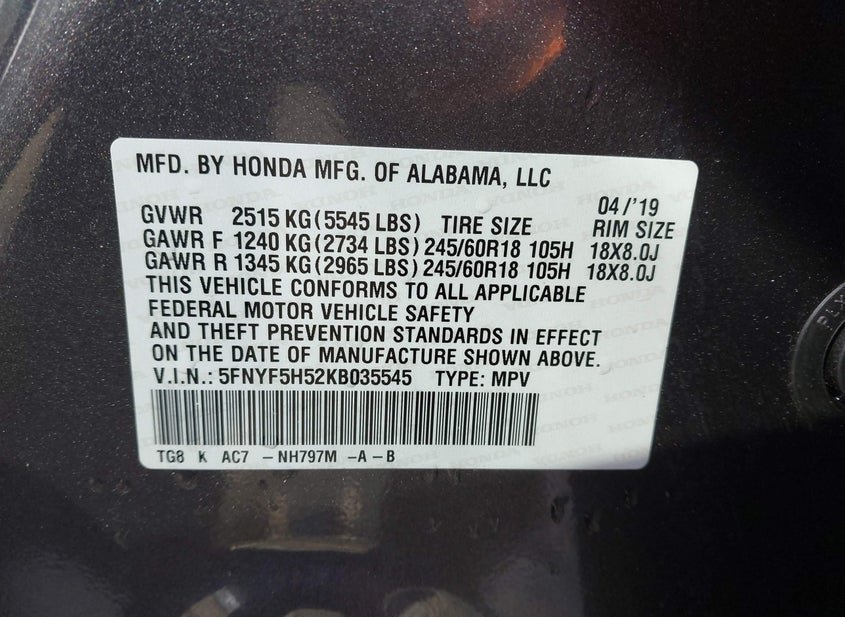 MFD. BY HONDA MFG. OF ALABAMA, LLC
04/'19
GVWR 2515 KG (5545 LBS) TIRE SIZE RIM SIZE
GAWR F 1240 KG (2734 LBS) 245/60R18 105H 18X8.0J
GAWR R 1345 KG (2965 LBS) 245/60R18 105H 18X8.0J
THIS VEHICLE CONFORMS TO ALL APPLICABLE
FEDERAL MOTOR VEHICLE SAFETY
AND THEFT PREVENTION STANDARDS IN EFFECT
ON THE DATE OF MANUFACTURE SHOWN ABOVE.
V.I.N.: 5FNYF5H52KB035545 TYPE: MPV
TG8 K AC7 – NH797M –A – B